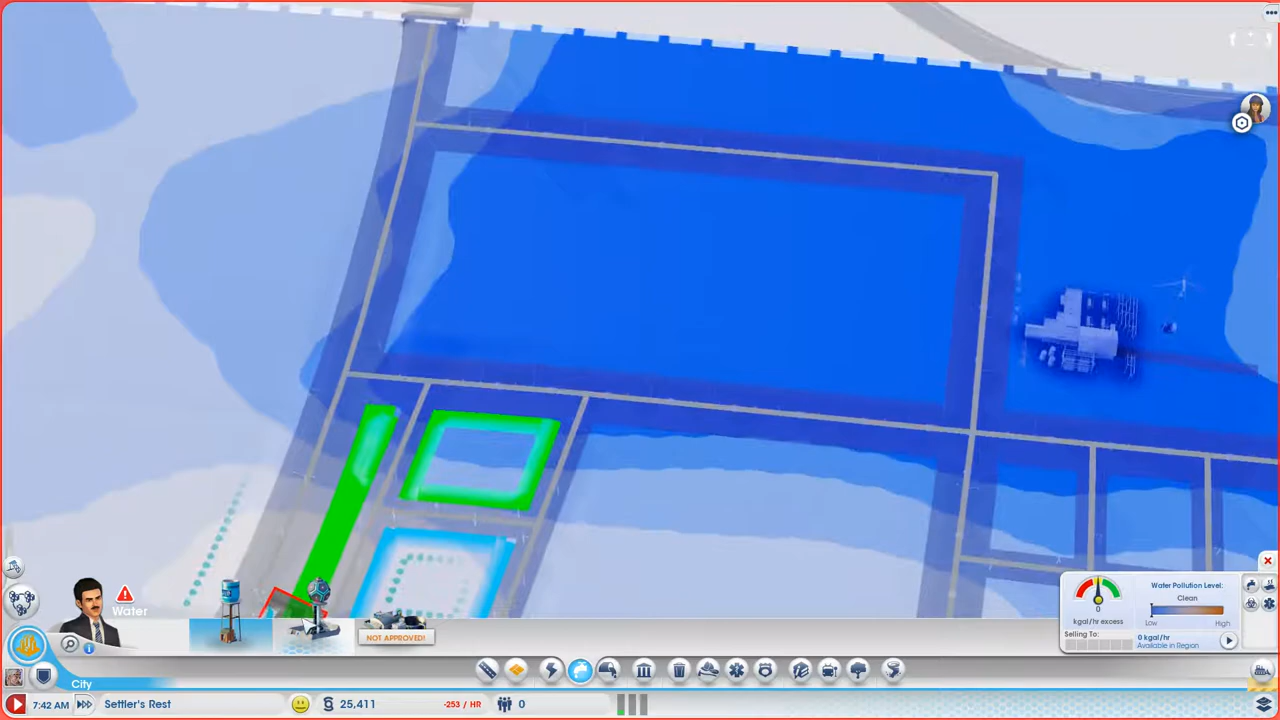 Water
NOT APPROVED!
0
kgal/hr excess
Selling To:
Water Pollution Level:
Clean
Low
High
0 kgal/hr
Available in Region
City
7:42 AM
Settler's Rest
25,411
-253 / HR
0